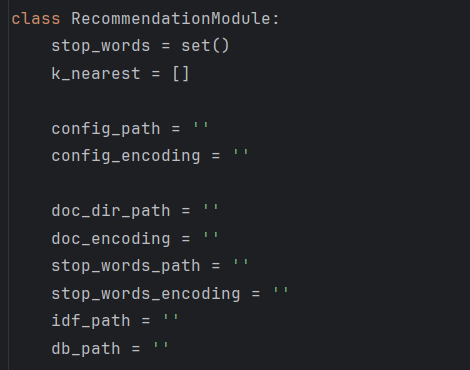 class RecommendationModule:
    stop_words = set()
    k_nearest = []

    config_path = ''
    config_encoding = ''

    doc_dir_path = ''
    doc_encoding = ''
    stop_words_path = ''
    stop_words_encoding = ''
    idf_path = ''
    db_path = ''